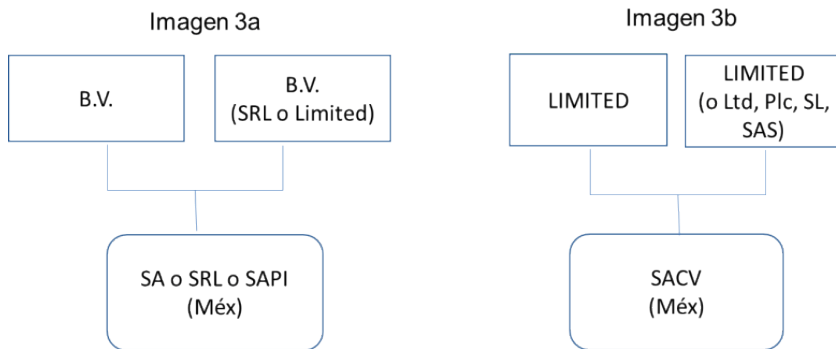 Imagen 3a
B.V.
B.V.
(SRL o Limited)
SA o SRL o SAPI
(Méx)
Imagen 3b
LIMITED
LIMITED
(o Ltd, Plc, SL,
SAS)
SACV
(Méx)